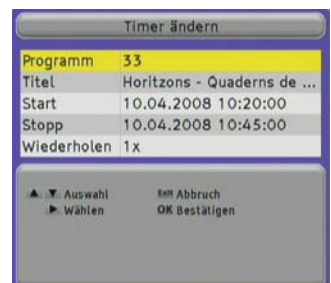 Timer ändern
Programm 33
Titel Horitzons - Quaderns de ...
Start 10.04.2008 10:20:00
Stopp 10.04.2008 10:45:00
Wiederholen 1x
▲ ▼ Auswahl EXIT Abbruch
▶ Wählen OK Bestätigen